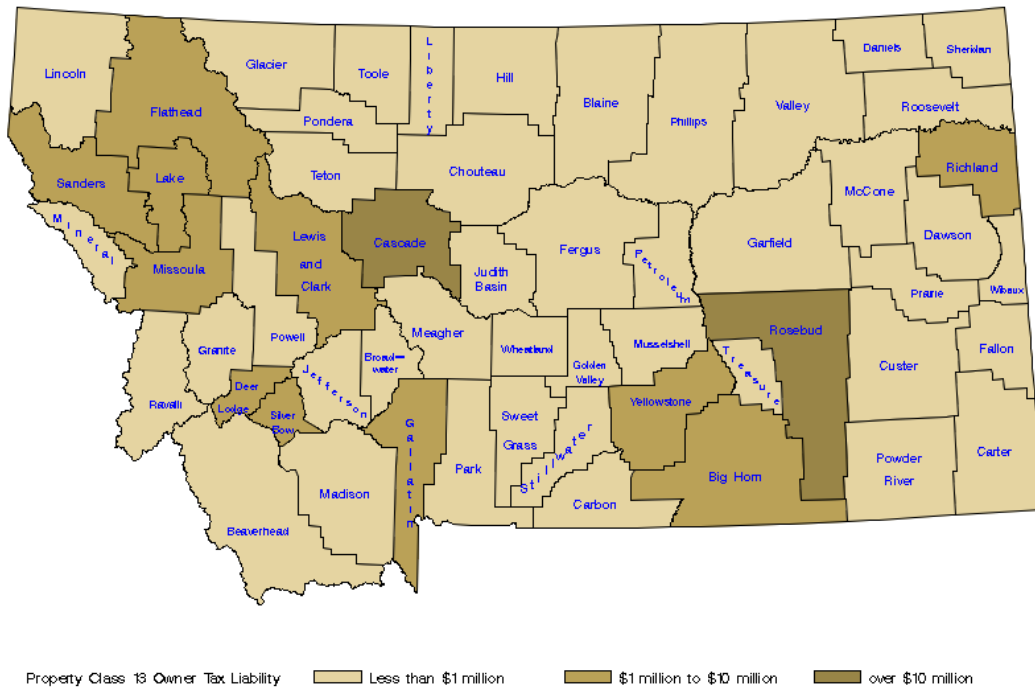 Lincoln
Flathead
Glacier
Toole
Liberty
Hill
Blaine
Phillips
Valley
Daniels
Sheridan
Roosevelt
Pondera
Teton
Chouteau
Sanders
Lake
Mineral
Missoula
Lewis
and
Clark
Cascade
Judith
Basin
Fergus
Petroleum
Garfield
McCone
Richland
Dawson
Wibaux
Prarie
Granite
Powell
Ravalli
Deer
Lodge
Silver
Bow
Jefferson
Broad-
water
Meagher
Wheatland
Golden
Valley
Musselshell
Treasure
Rosebud
Custer
Fallon
Gallatin
Park
Sweet
Grass
Stillwater
Yellowstone
Big Horn
Carbon
Powder
River
Carter
Beaverhead
Madison
Property Class 13 Owner Tax Liability
Less than $1 million
$1 million to $10 million
over $10 million